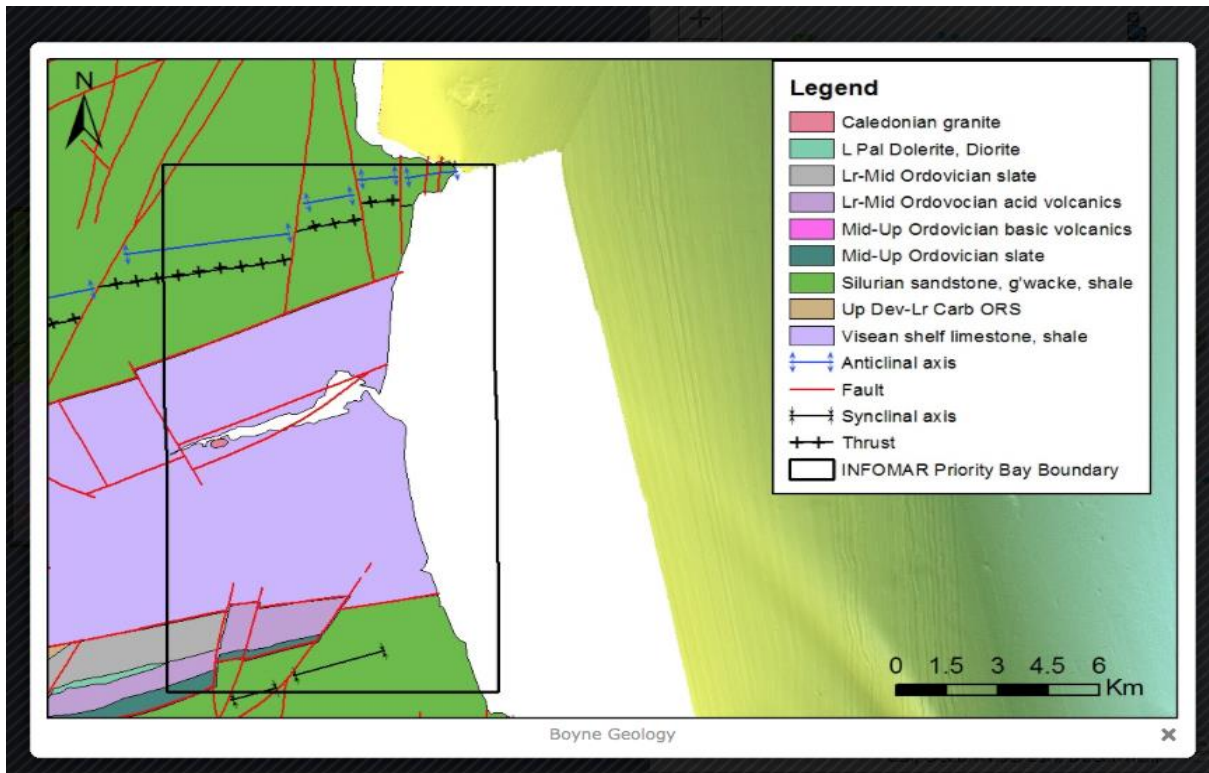 N
Legend
Caledonian granite
L Pal Dolerite, Diorite
Lr-Mid Ordovician slate
Lr-Mid Ordovocian acid volcanics
Mid-Up Ordovician basic volcanics
Mid-Up Ordovician slate
Silurian sandstone, g'wacke, shale
Up Dev-Lr Carb ORS
Visean shelf limestone, shale
Anticlinal axis
Fault
Synclinal axis
Thrust
INFOMAR Priority Bay Boundary
0 1.5 3 4.5 6
Km
Boyne Geology